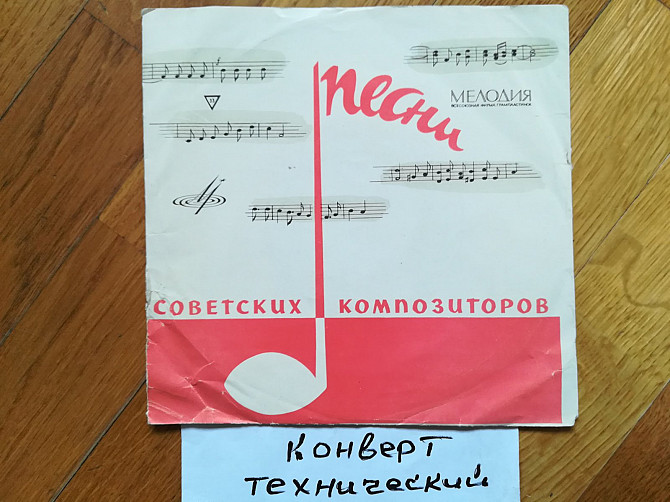 песни
МЕЛОДИЯ
ВСЕСОЮЗНАЯ ФИРМА ГРАМПЛАСТИНОК
СОВЕТСКИХ КОМПОЗИТОРОВ
Конверт
технический